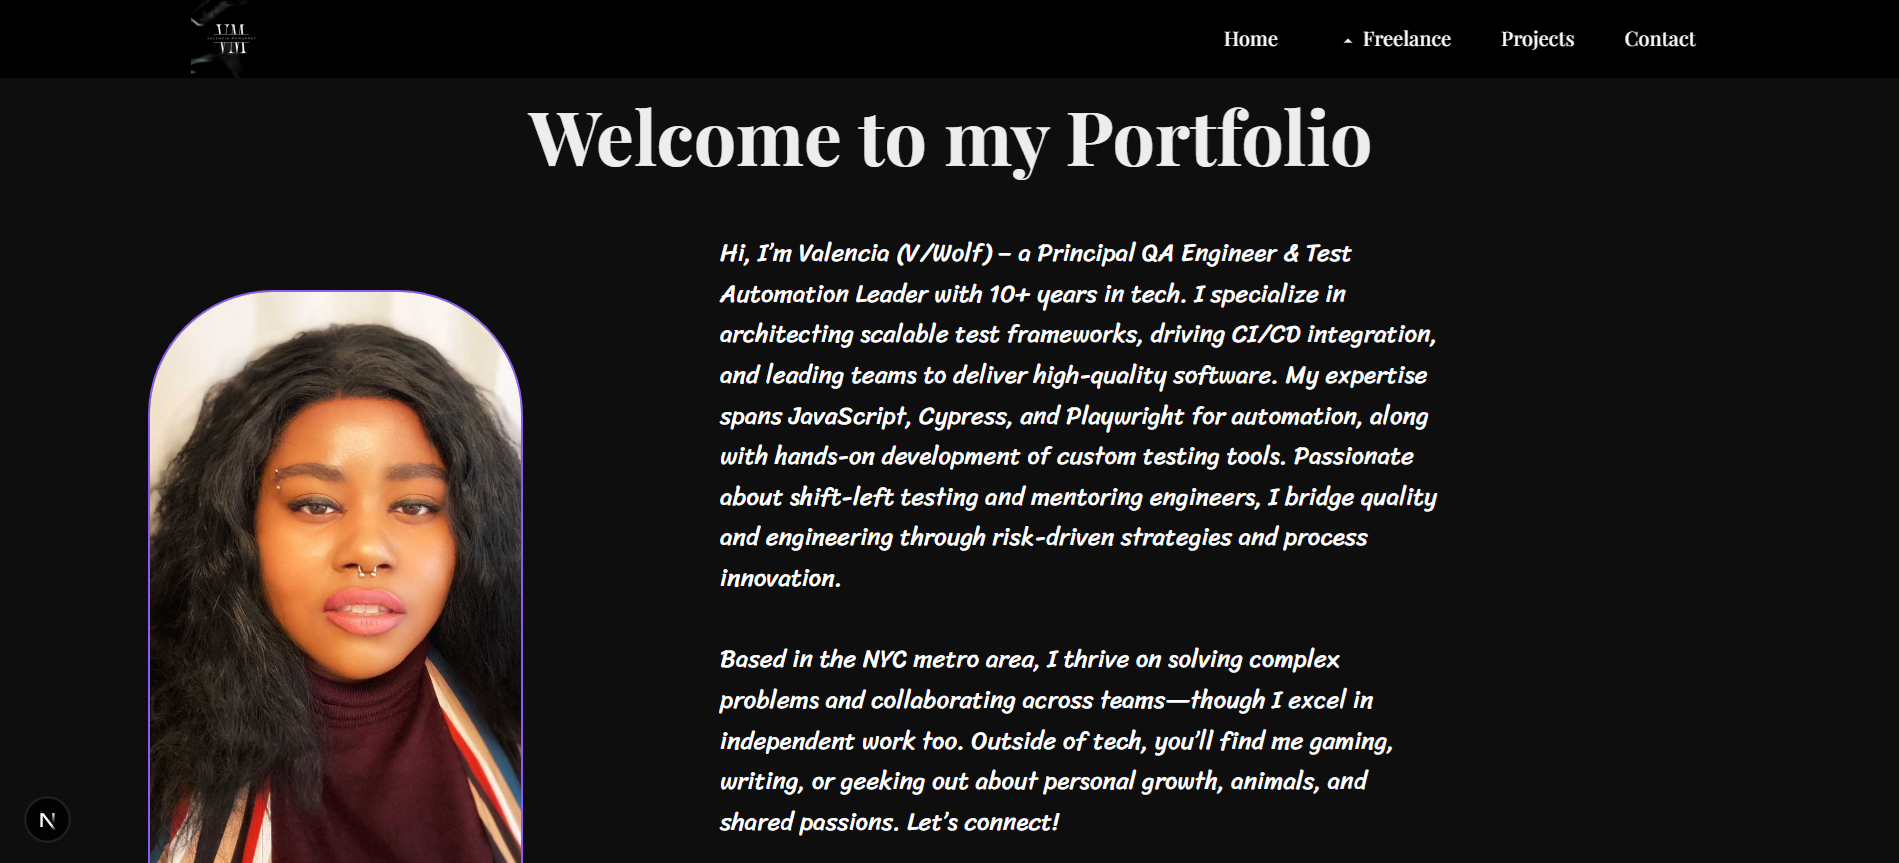 VM
VM
Home
Freelance
Projects
Contact
Welcome to my Portfolio
Hi, I'm Valencia (V/Wolf) – a Principal QA Engineer & Test
Automation Leader with 10+ years in tech. I specialize in
architecting scalable test frameworks, driving CI/CD integration,
and leading teams to deliver high-quality software. My expertise
spans JavaScript, Cypress, and Playwright for automation, along
with hands-on development of custom testing tools. Passionate
about shift-left testing and mentoring engineers, I bridge quality
and engineering through risk-driven strategies and process
innovation.
Based in the NYC metro area, I thrive on solving complex
problems and collaborating across teams—though I excel in
independent work too. Outside of tech, you'll find me gaming,
writing, or geeking out about personal growth, animals, and
shared passions. Let's connect!
N